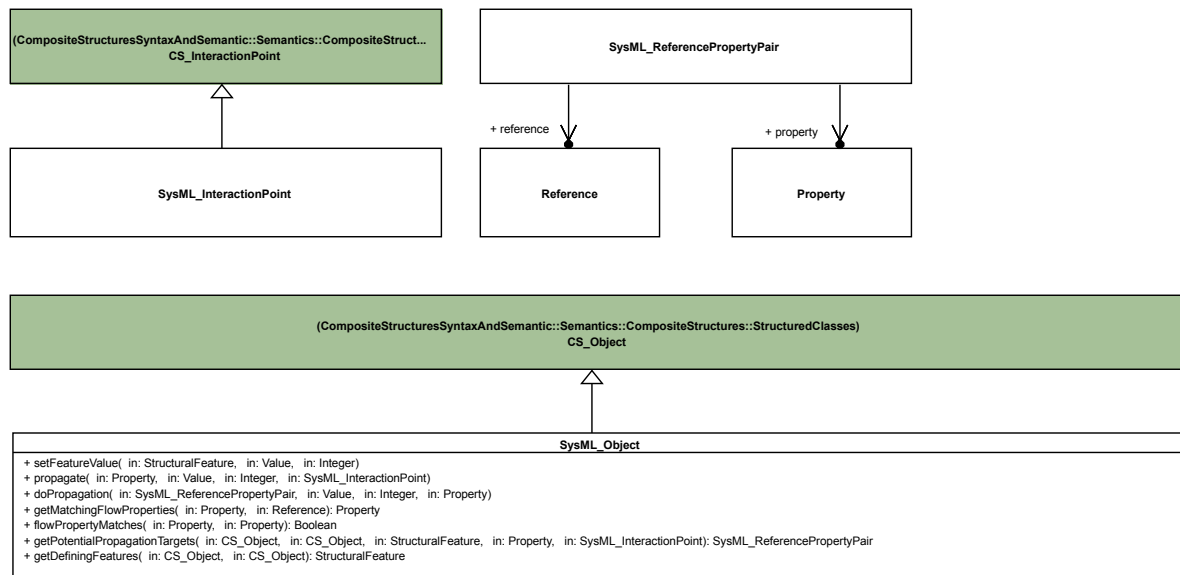 (CompositeStructuresSyntaxAndSemantic::Semantics::CompositeStruct...
CS_InteractionPoint
SysML_ReferencePropertyPair
+ reference
+ property
SysML_InteractionPoint
Reference
Property
(CompositeStructuresSyntaxAndSemantic::Semantics::CompositeStructures::StructuredClasses)
CS_Object
SysML_Object
+ setFeatureValue( in: StructuralFeature, in: Value, in: Integer)
+ propagate( in: Property, in: Value, in: Integer, in: SysML_InteractionPoint)
+ doPropagation( in: SysML_ReferencePropertyPair, in: Value, in: Integer, in: Property)
+ getMatchingFlowProperties( in: Property, in: Reference): Property
+ flowPropertyMatches( in: Property, in: Property): Boolean
+ getPotentialPropagationTargets( in: CS_Object, in: CS_Object, in: StructuralFeature, in: Property, in: SysML_InteractionPoint): SysML_ReferencePropertyPair
+ getDefiningFeatures( in: CS_Object, in: CS_Object): StructuralFeature